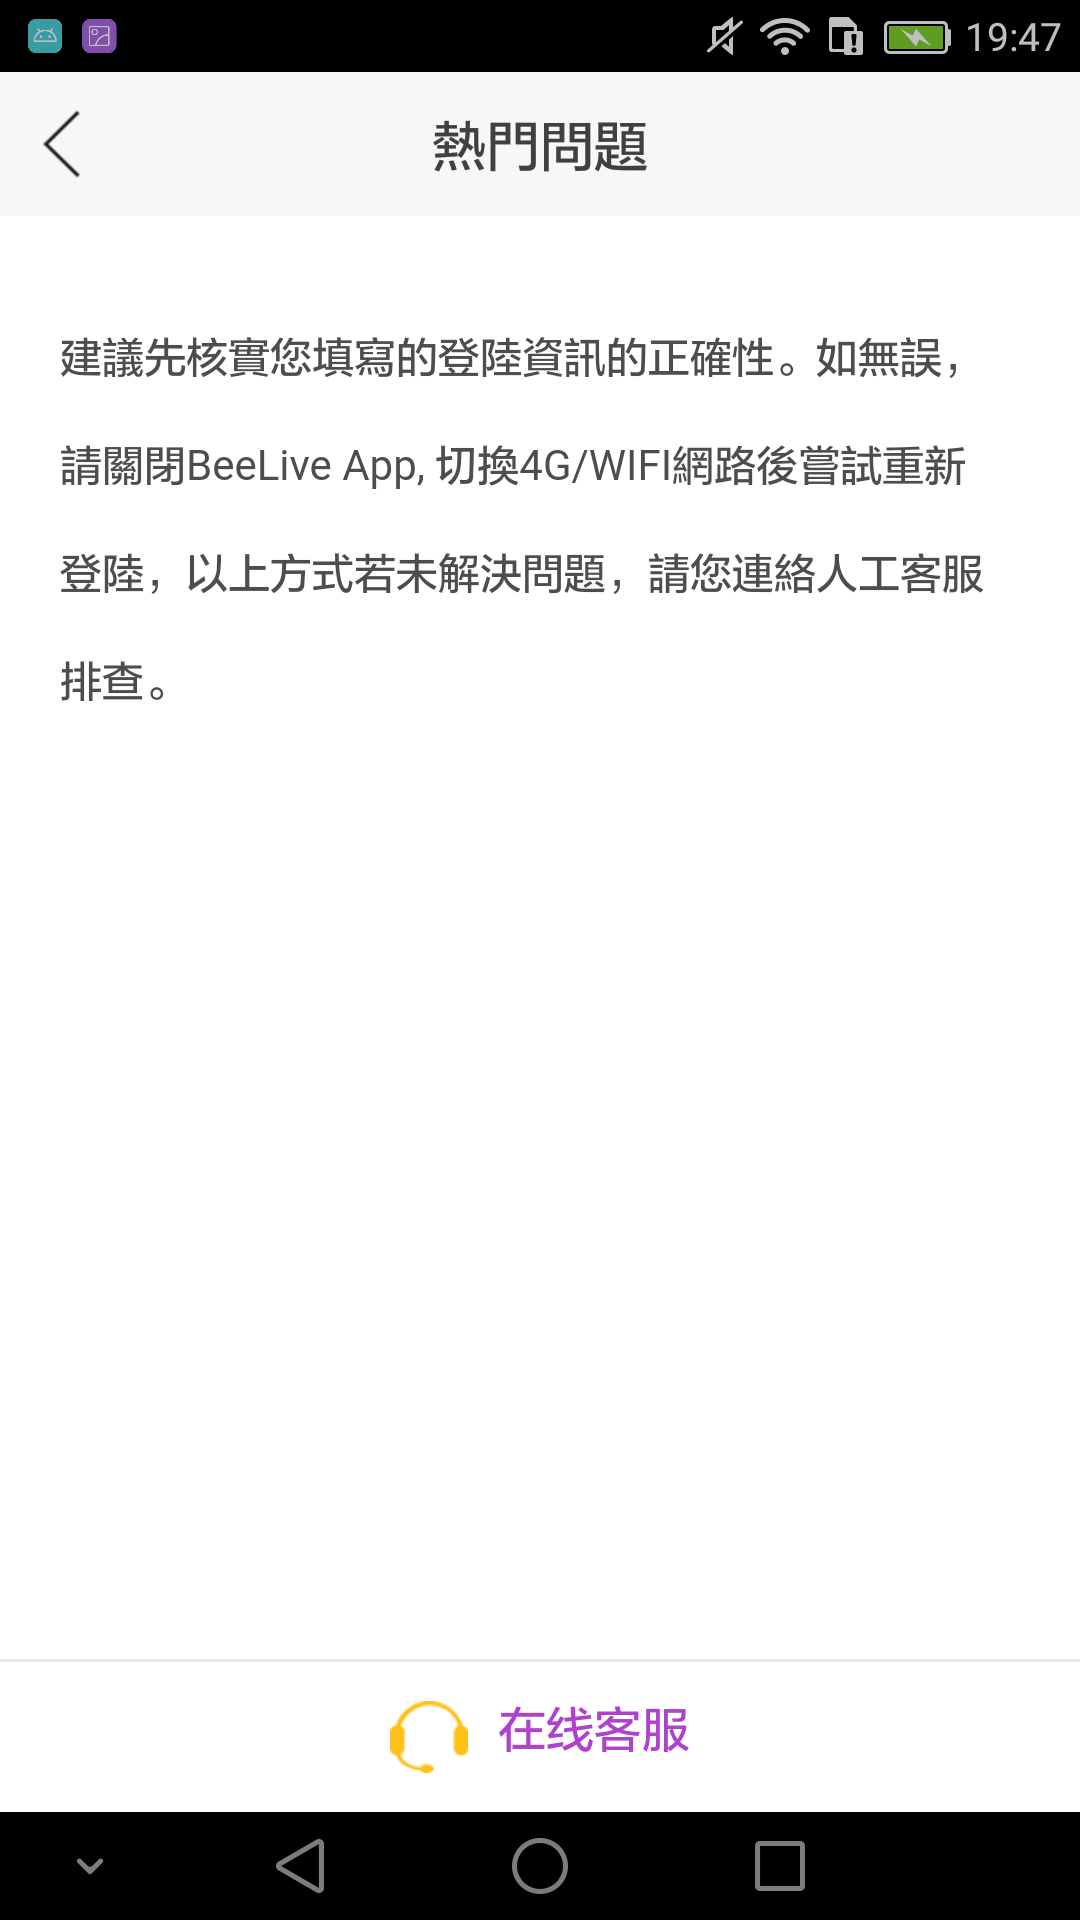 19:47
熱門問題
建議先核實您填寫的登陸資訊的正確性。如無誤，
請關閉BeeLive App, 切換4G/WIFI網路後嘗試重新
登陸，以上方式若未解決問題，請您連絡人工客服
排查。
在线客服